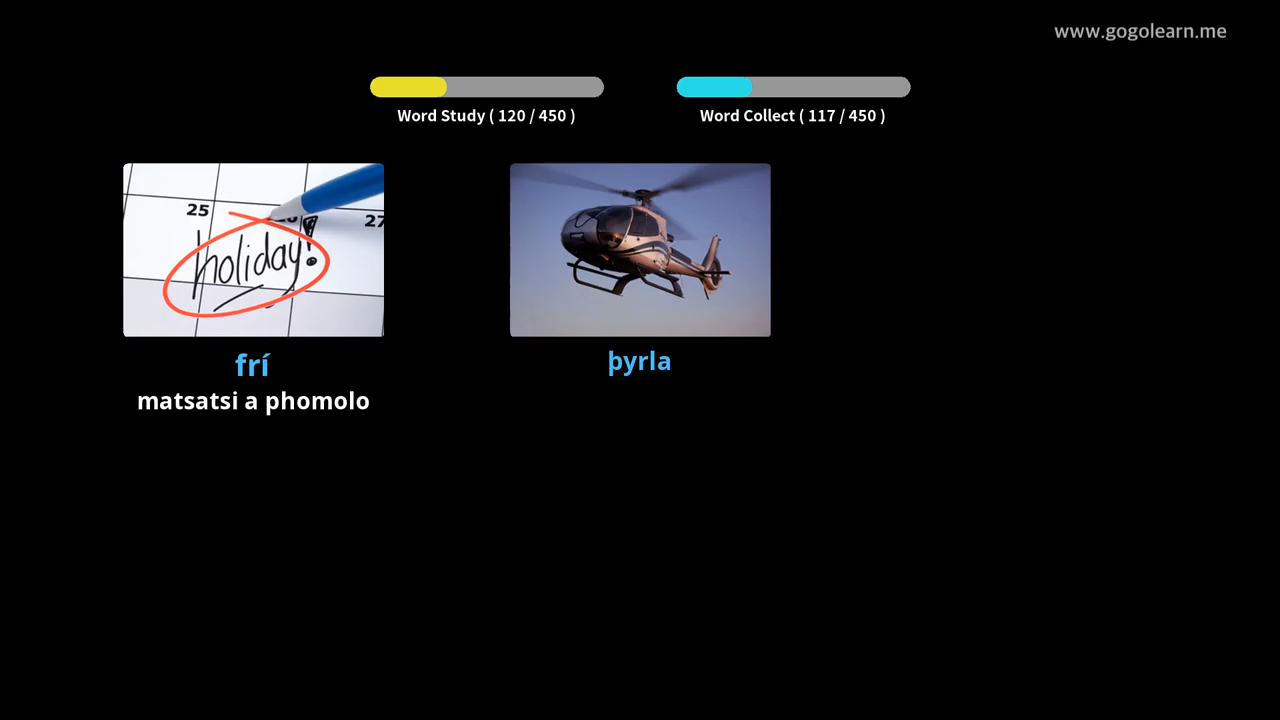 www.gogolearn.me
Word Study ( 120 / 450 )
Word Collect ( 117 / 450 )
25
27
holiday!
frí
matsatsi a phomolo
þyrla